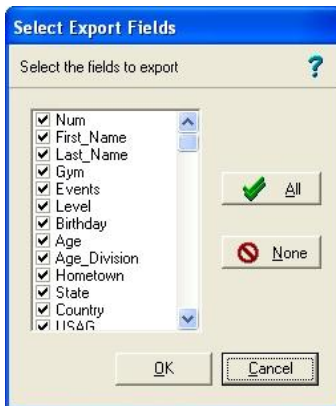 Select Export Fields
Select the fields to export
?
Num
First_Name
Last_Name
Gym
Events
Level
Birthday
Age
Age_Division
Hometown
State
Country
USAG
All
None
OK
Cancel